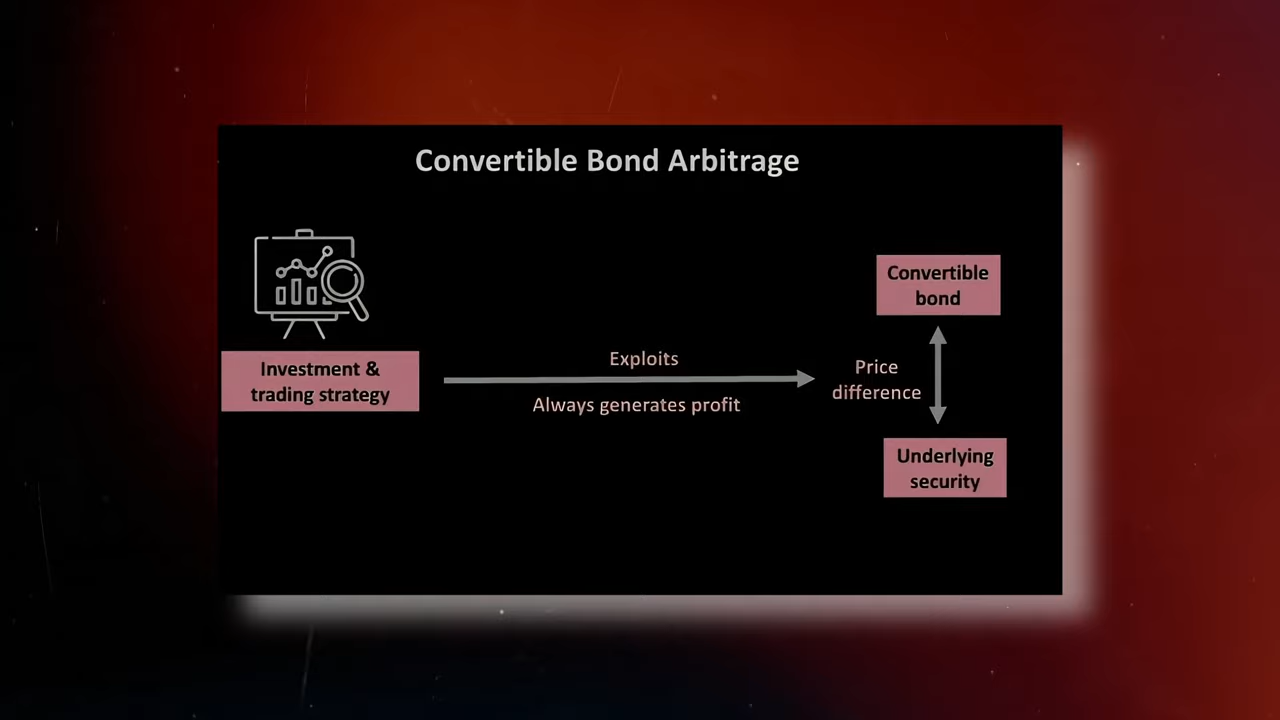 Convertible Bond Arbitrage
Investment &
trading strategy
Exploits
Always generates profit
Convertible
bond
Price
difference
Underlying
security